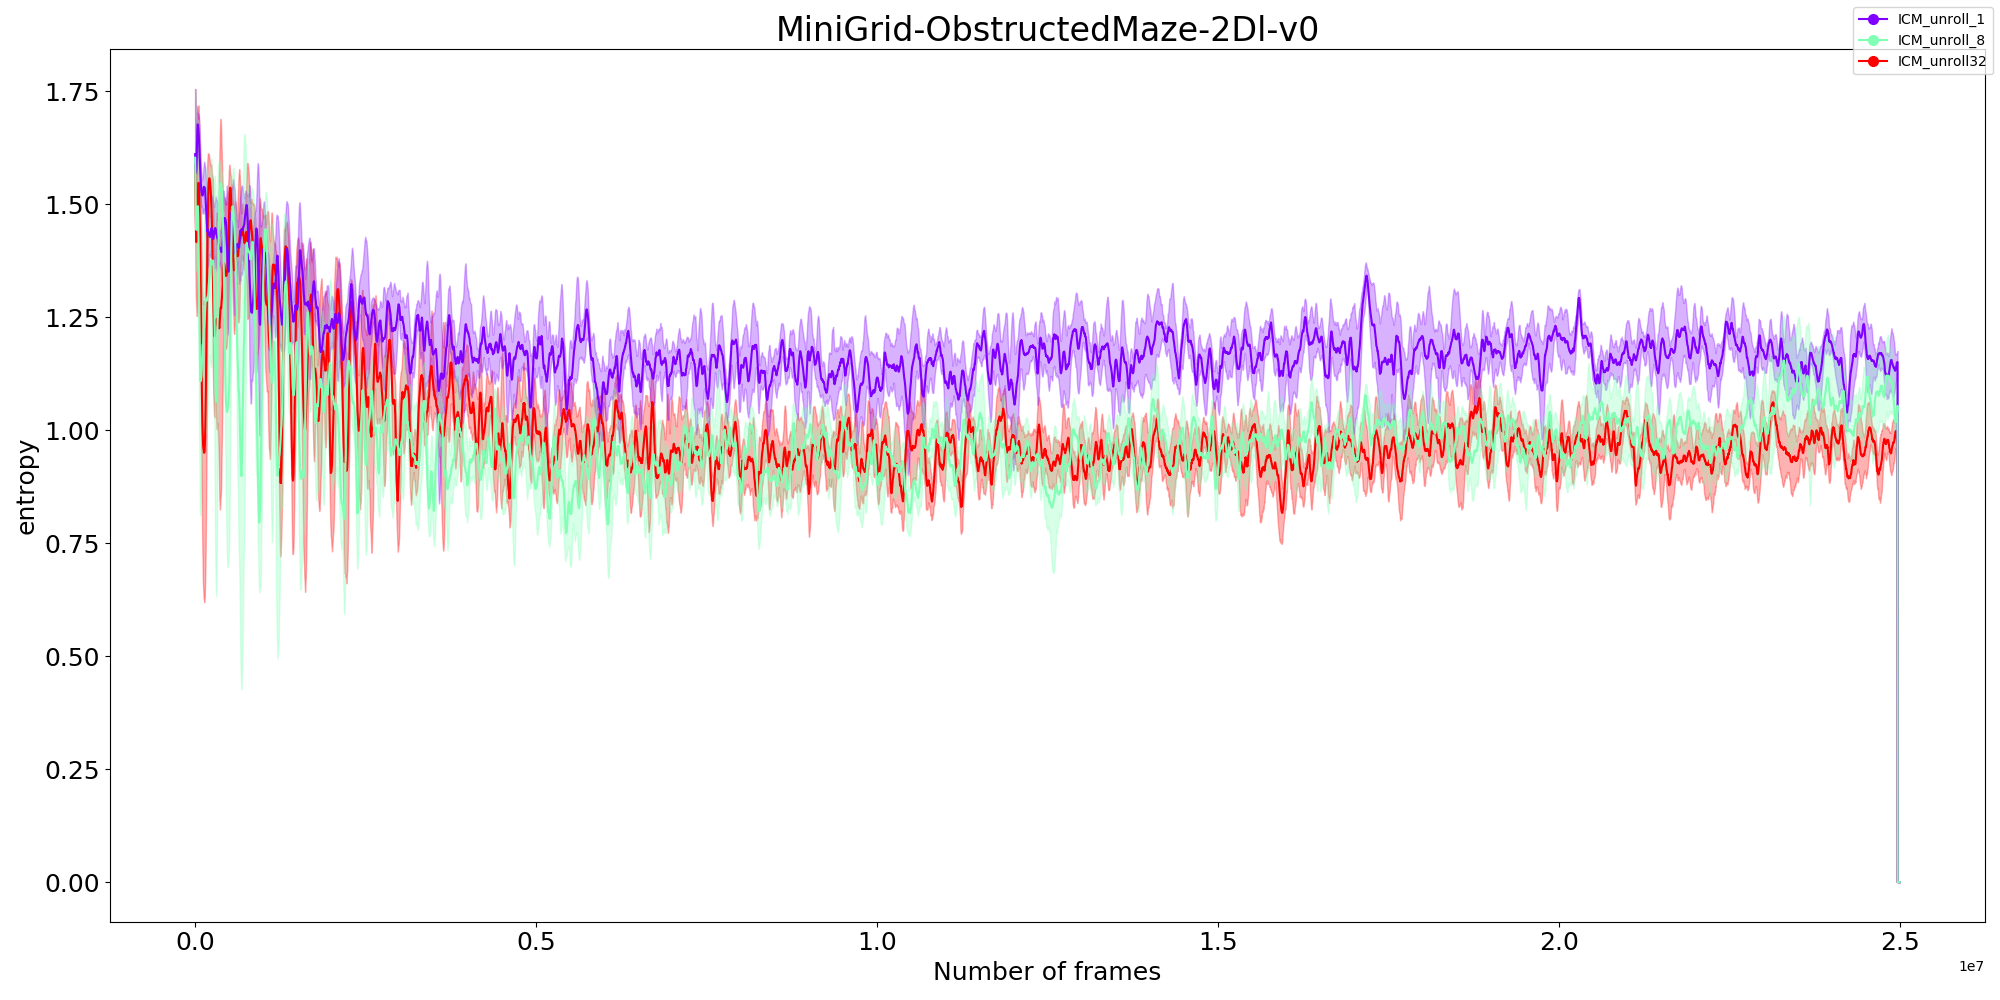 MiniGrid-ObstructedMaze-2Dl-v0
ICM_unroll_1
ICM_unroll_8
ICM_unroll32
entropy
1.75
1.50
1.25
1.00
0.75
0.50
0.25
0.00
0.0 0.5 1.0 1.5 2.0 2.5
1e7
Number of frames